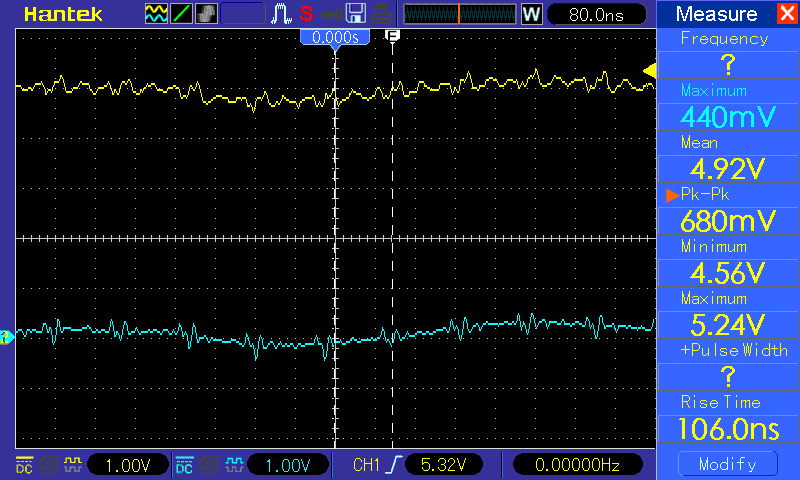 Hantek
S
W
80.0ns
Measure
0.000s
F
Frequency
?
Maximum
440mV
Mean
4.92V
Pk-Pk
680mV
Minimum
4.56V
Maximum
5.24V
+Pulse Width
?
Rise Time
106.0ns
Modify
2
DC
1.00V
DC
1.00V
CH1
5.32V
0.00000Hz